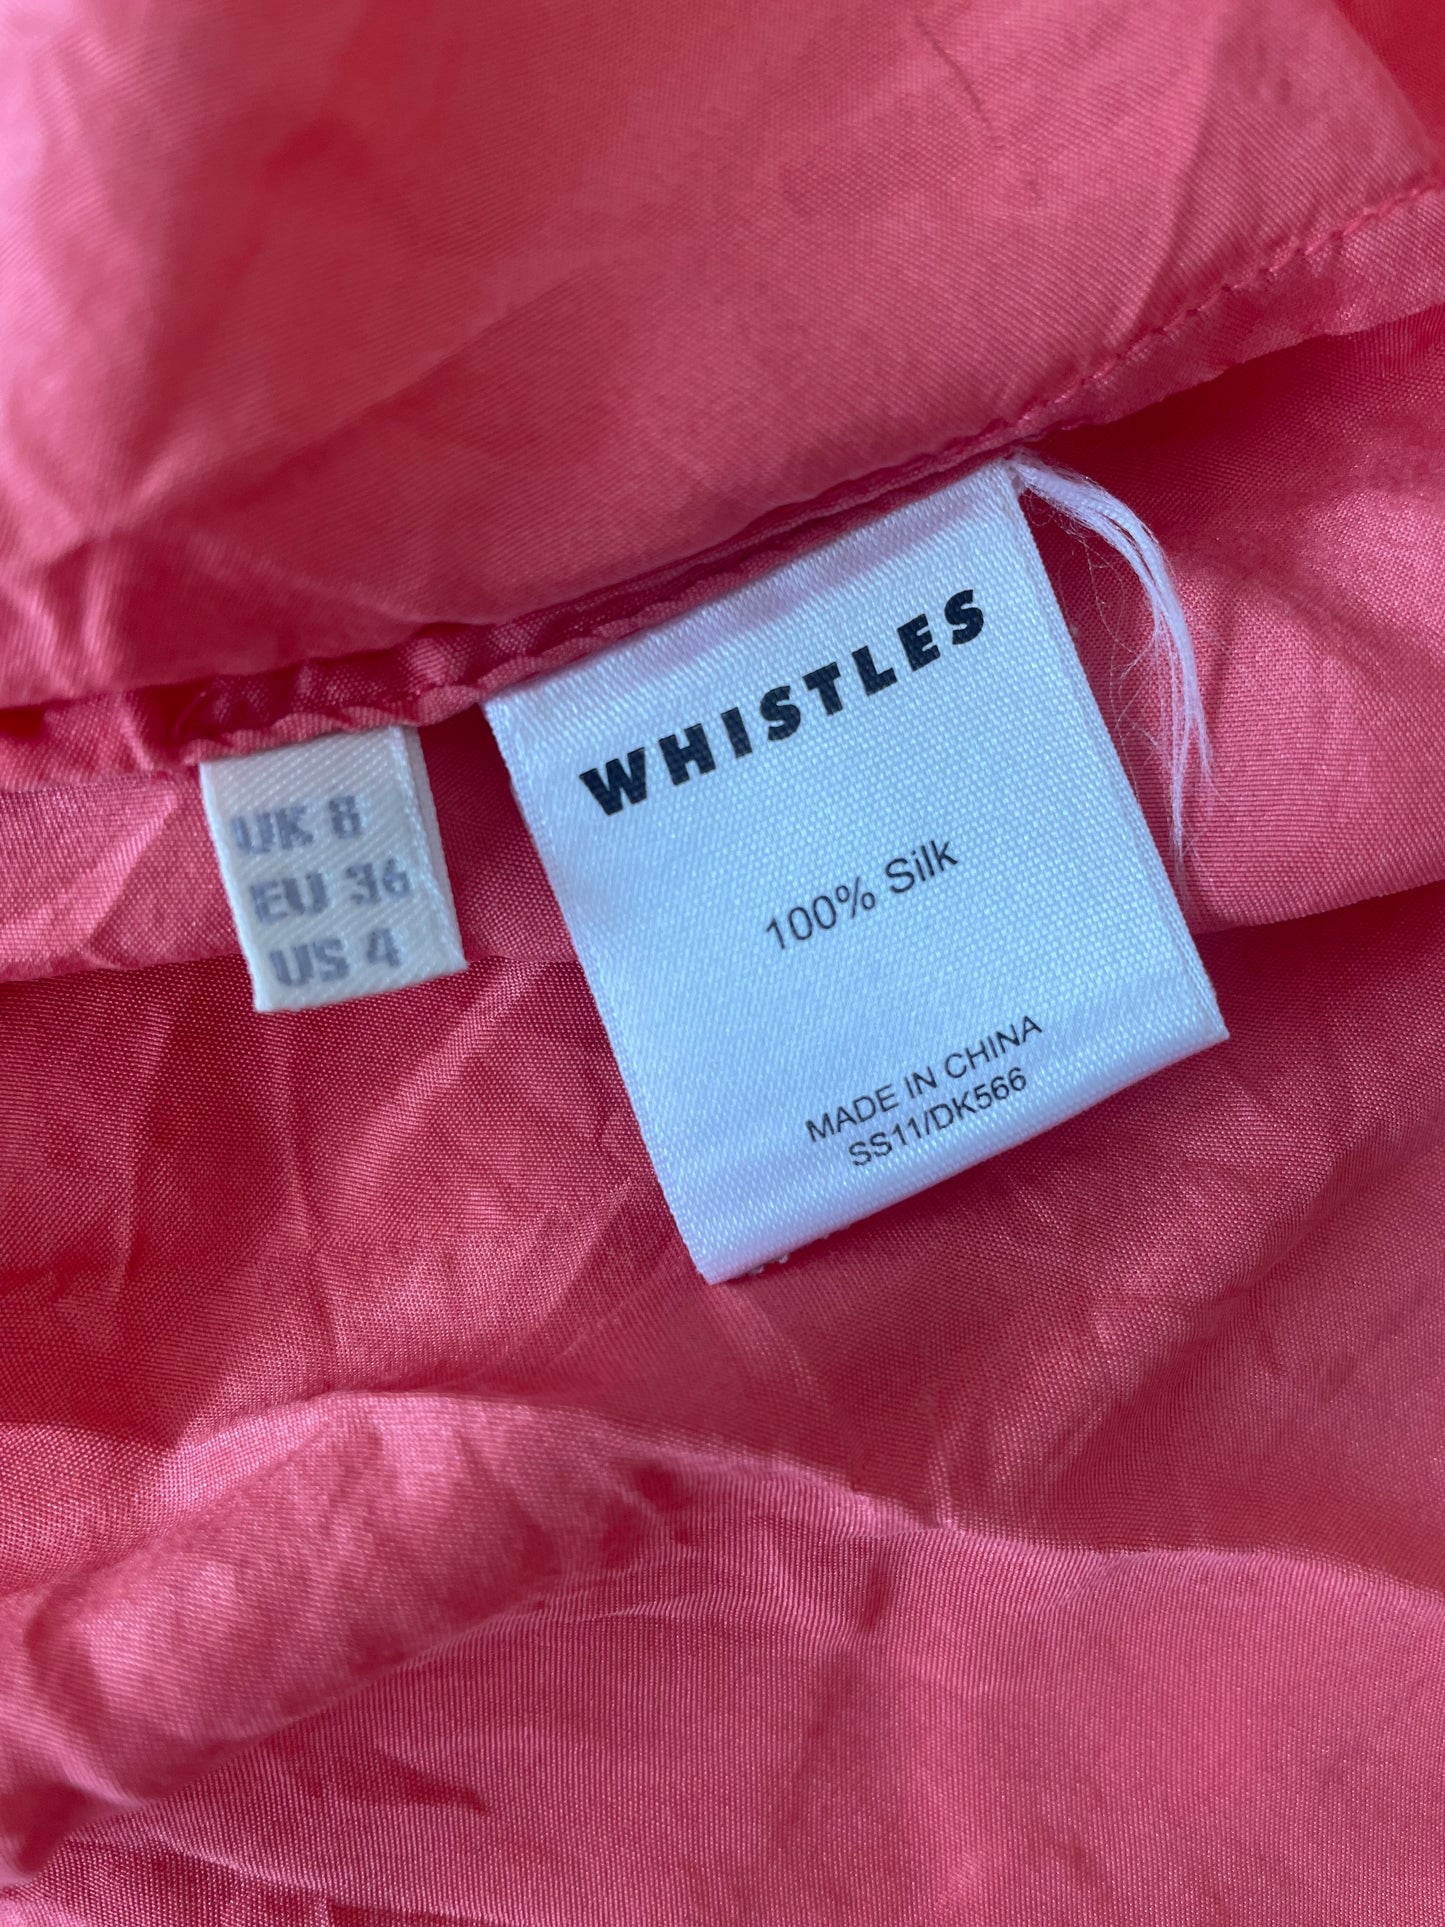 UK 8
EU 36
US 4
WHISTLES
100% Silk
MADE IN CHINA
SS11/DK566